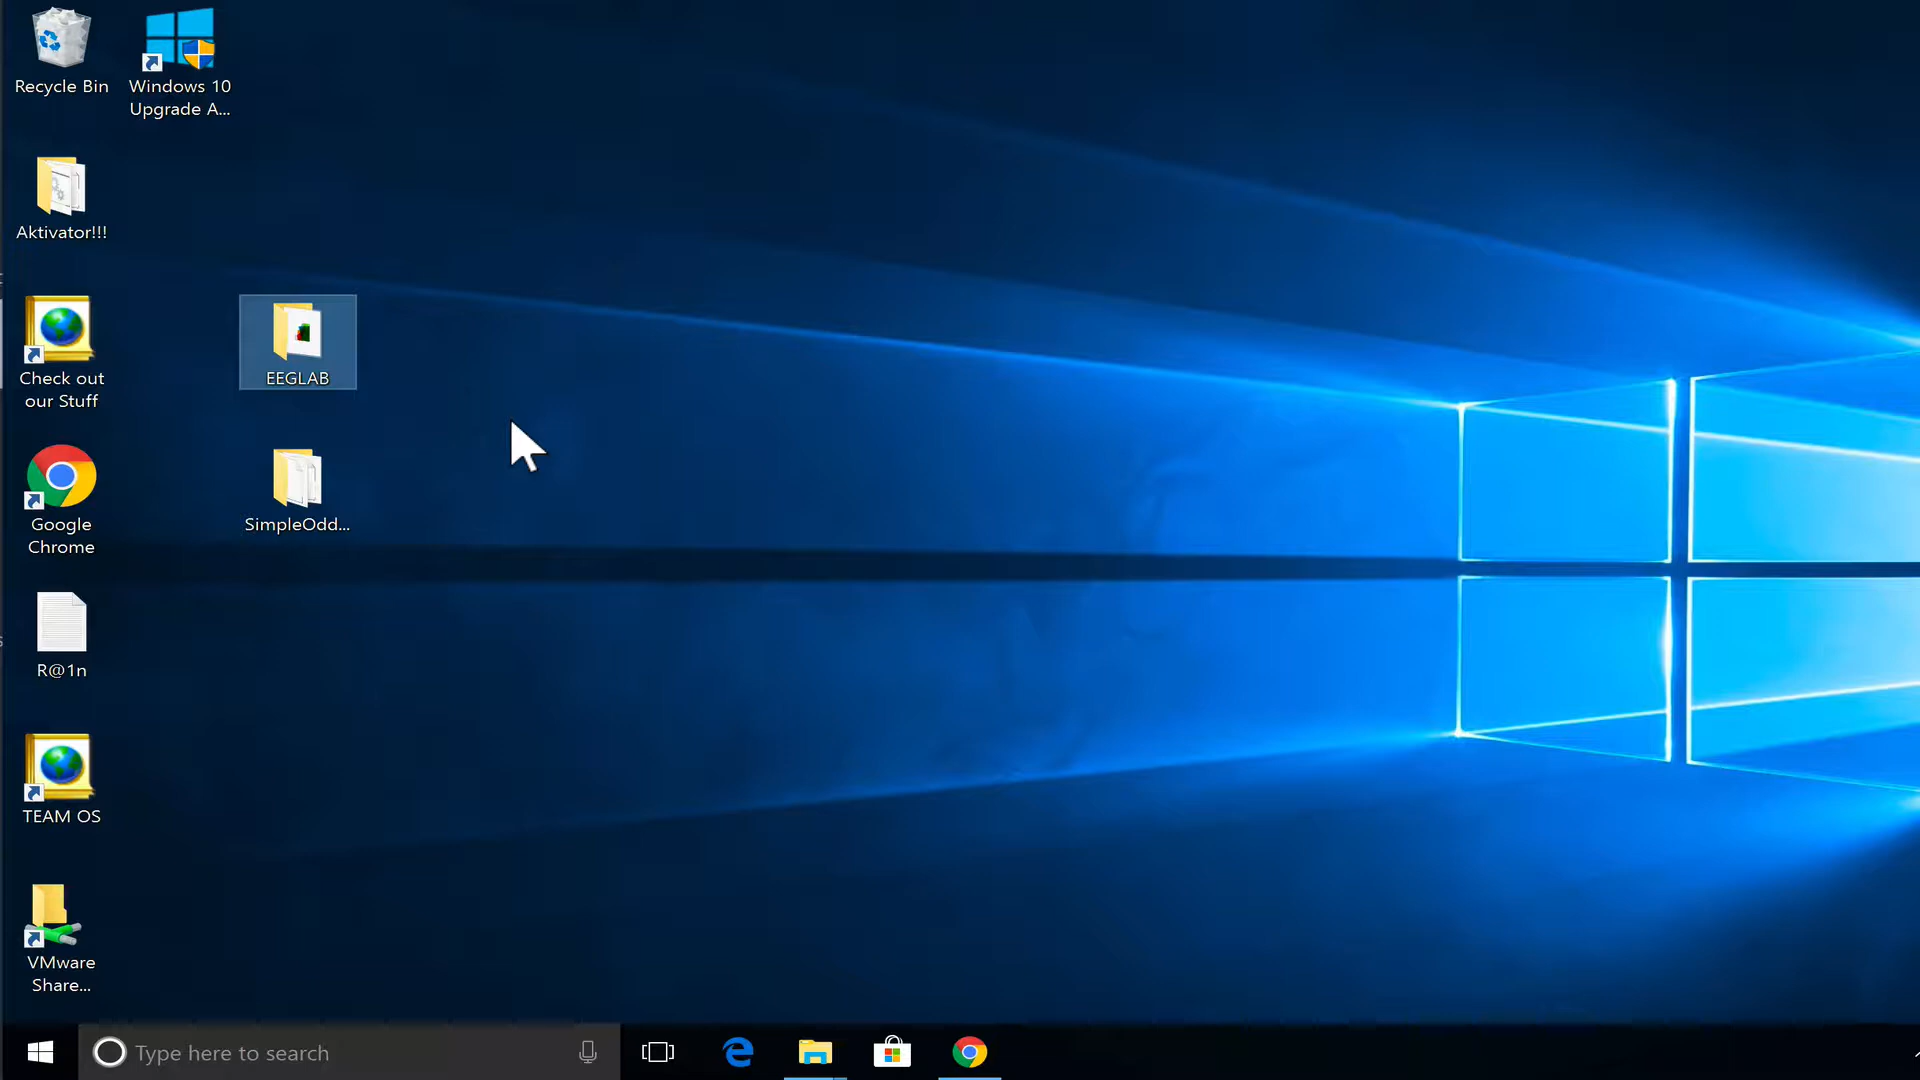 Recycle Bin
Windows 10
Upgrade A...
Aktivator!!!
Check out
our Stuff
EEGLAB
Google
Chrome
SimpleOdd...
R@1n
TEAM OS
VMware
Share...
Type here to search